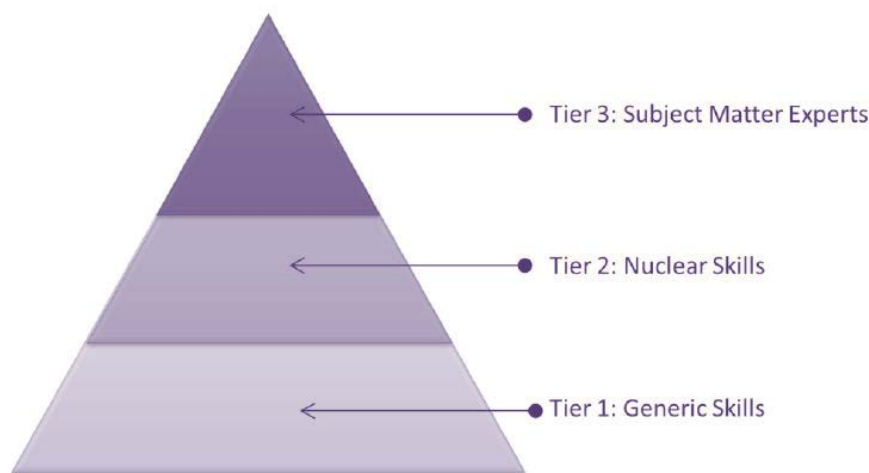 Tier 3: Subject Matter Experts
Tier 2: Nuclear Skills
Tier 1: Generic Skills